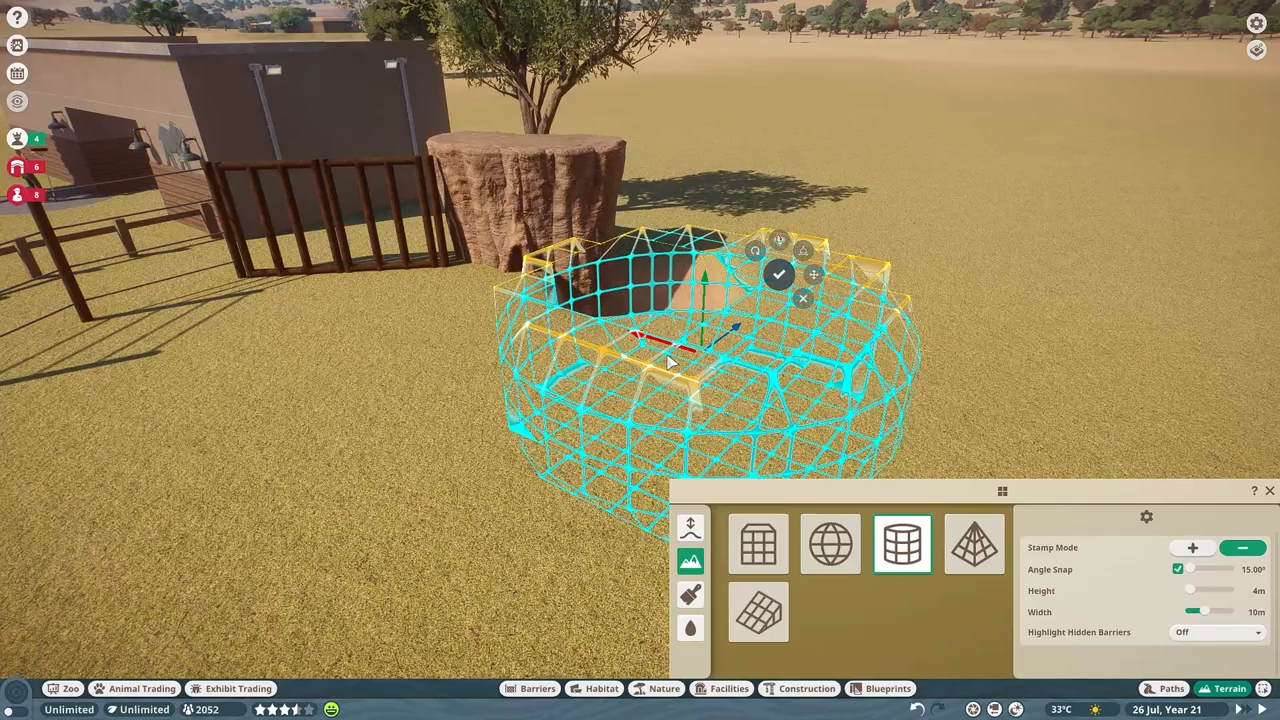 ?
4
6
8
? ×
Stamp Mode + −
Angle Snap 15.00°
Height 4m
Width 10m
Highlight Hidden Barriers Off
Zoo Animal Trading Exhibit Trading Barriers Habitat Nature Facilities Construction Blueprints Paths Terrain
Unlimited Unlimited 2052 33°C 26 Jul, Year 21